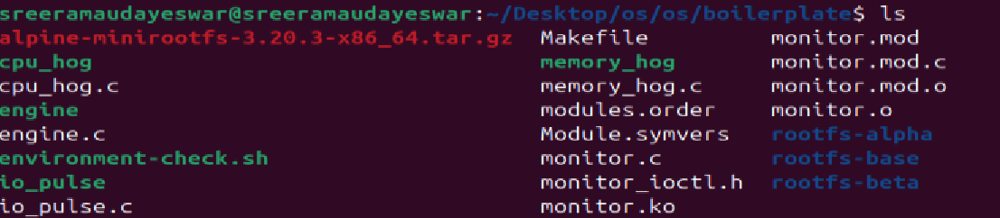 sreeramaudayeswar@sreeramaudayeswar:~/Desktop/os/os/boilerplate$ ls
alpine-minirootfs-3.20.3-x86_64.tar.gz  Makefile         monitor.mod
cpu_hog                                 memory_hog       monitor.mod.c
cpu_hog.c                               memory_hog.c     monitor.mod.o
engine                                  modules.order    monitor.o
engine.c                                Module.symvers   rootfs-alpha
environment-check.sh                    monitor.c        rootfs-base
io_pulse                                monitor_ioctl.h  rootfs-beta
io_pulse.c                              monitor.ko